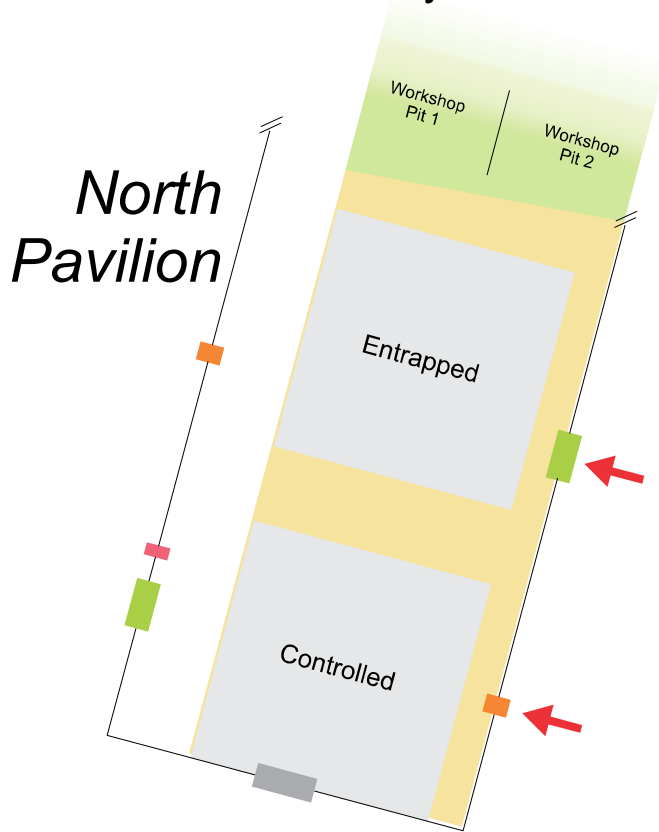 Workshop
Pit 1
Workshop
Pit 2
North
Pavilion
Entrapped
Controlled